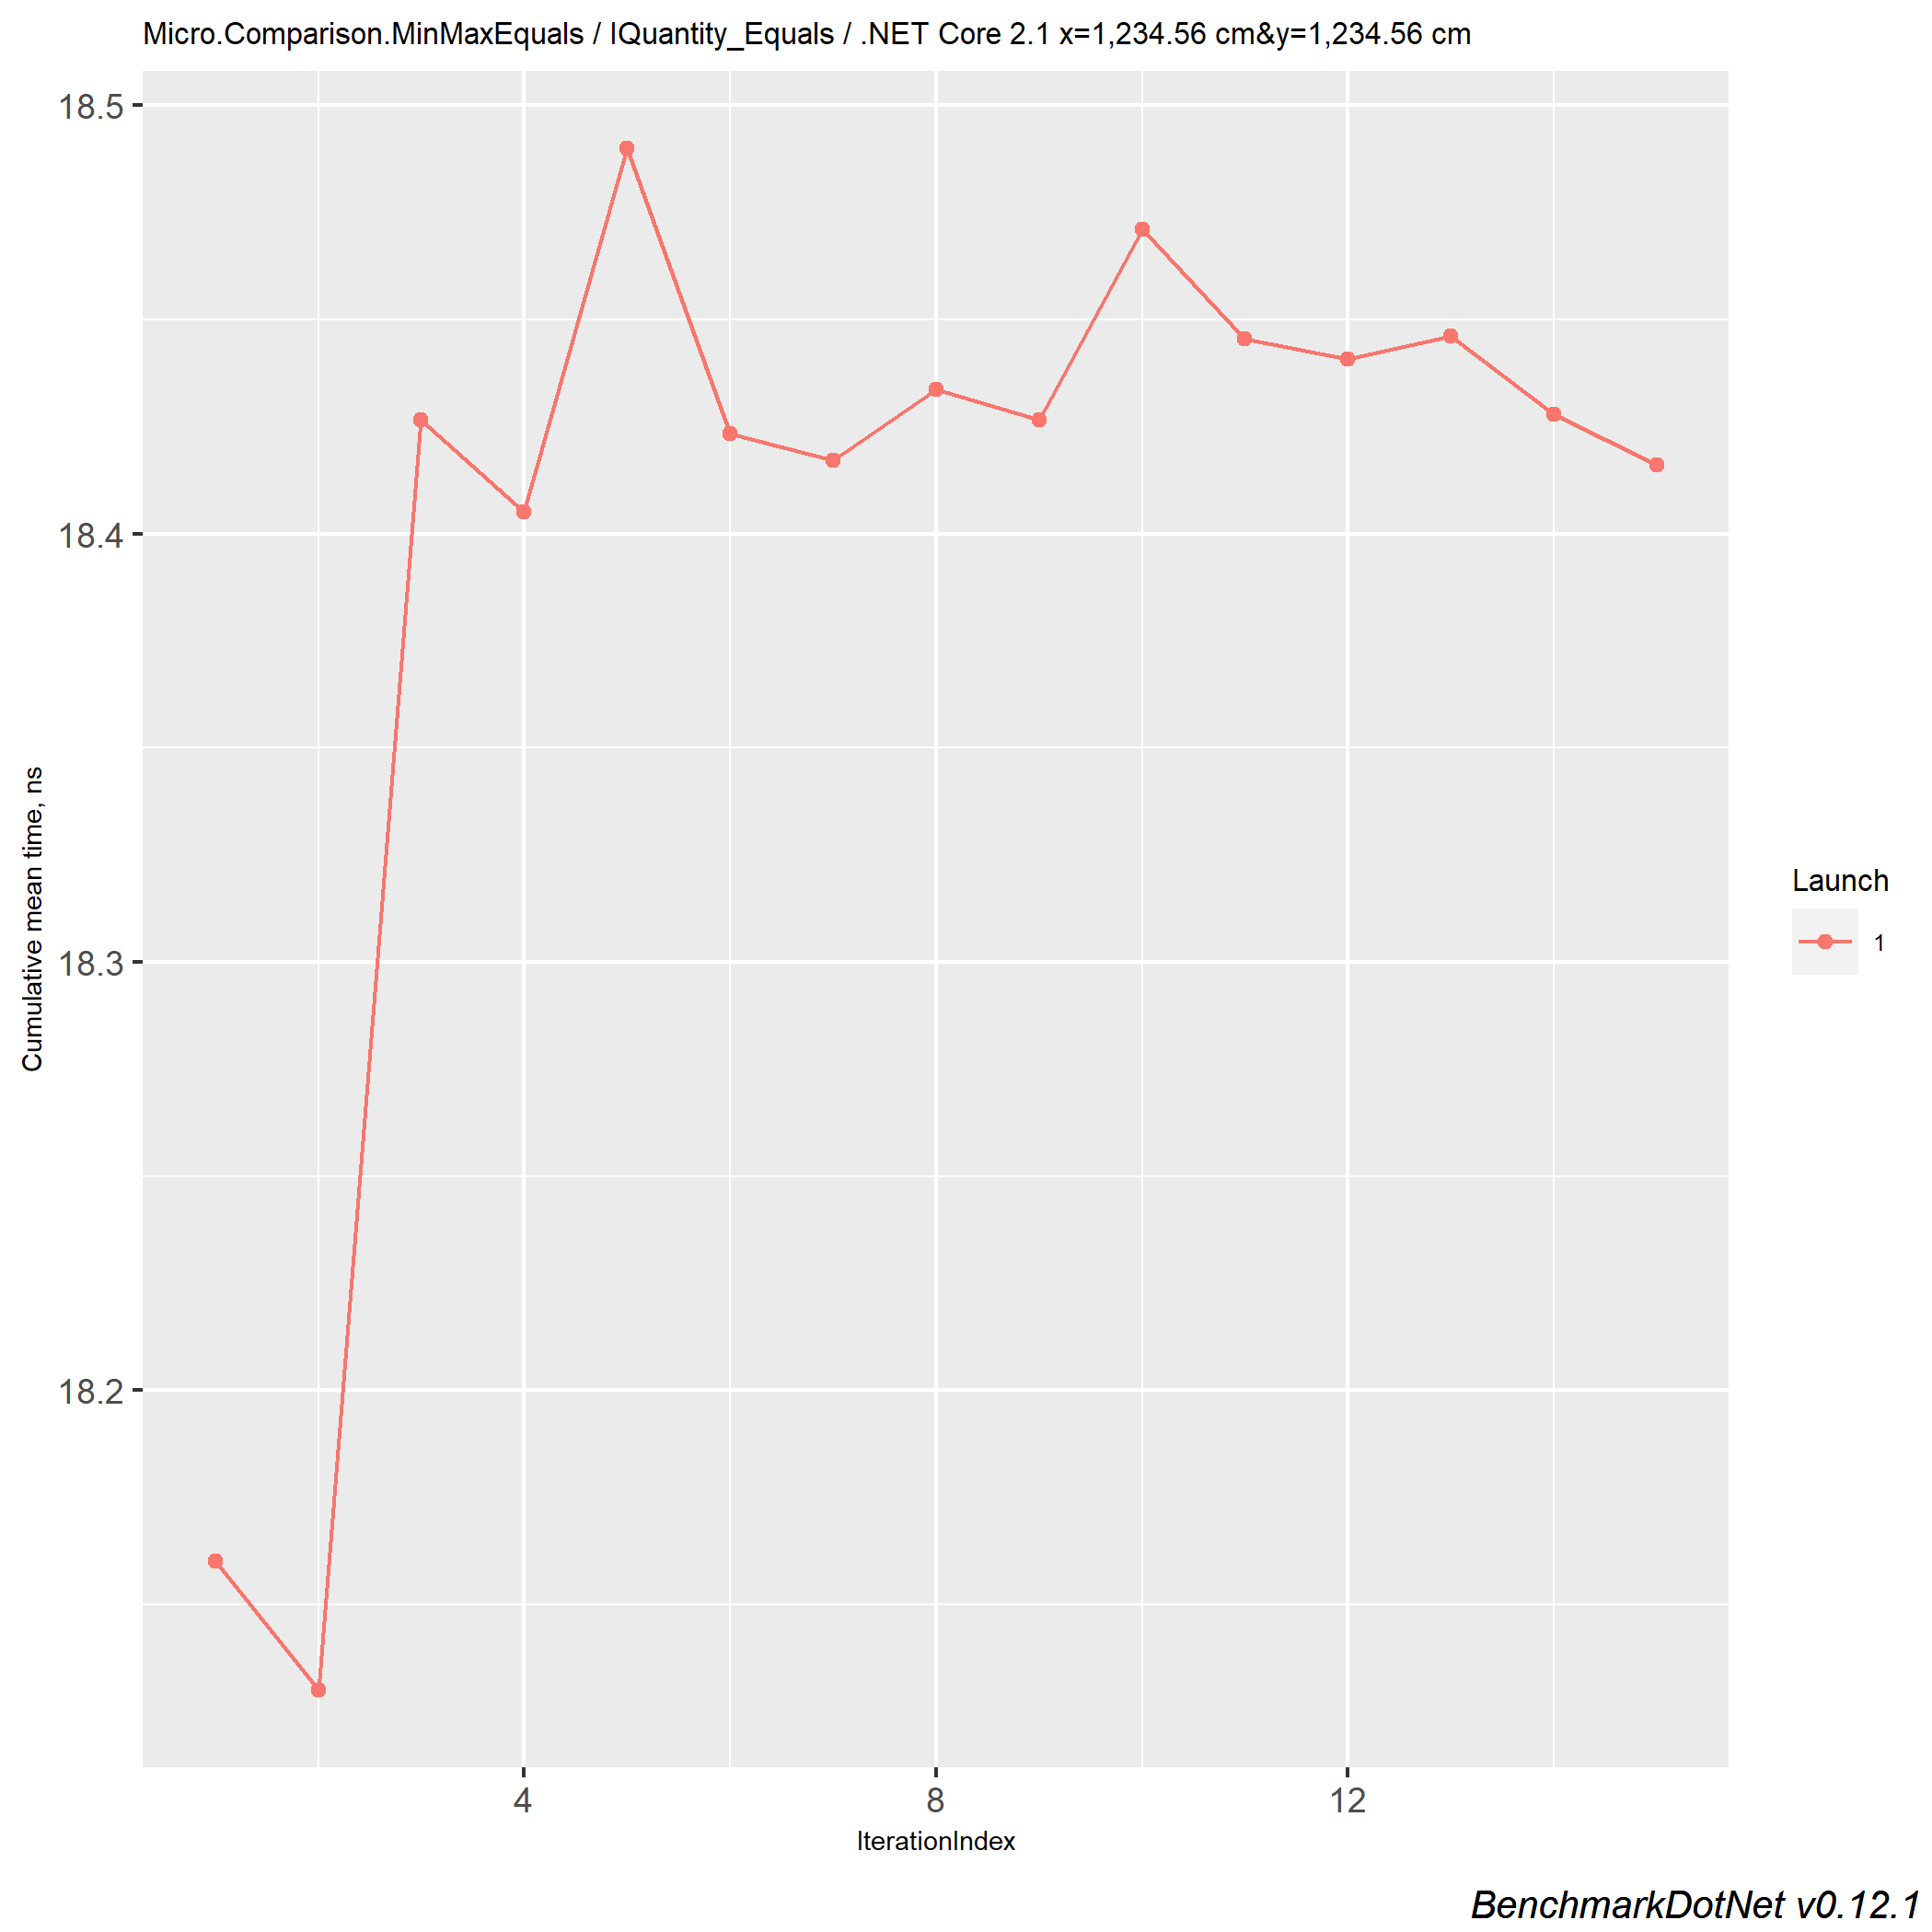 Micro.Comparison.MinMaxEquals / IQuantity_Equals / .NET Core 2.1 x=1,234.56 cm&y=1,234.56 cm
18.5
18.4
18.3
18.2
Cumulative mean time, ns
4
8
12
IterationIndex
Launch
1
BenchmarkDotNet v0.12.1